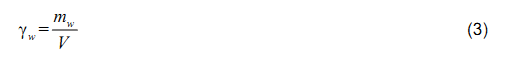 γ_w = m_w / V (3)